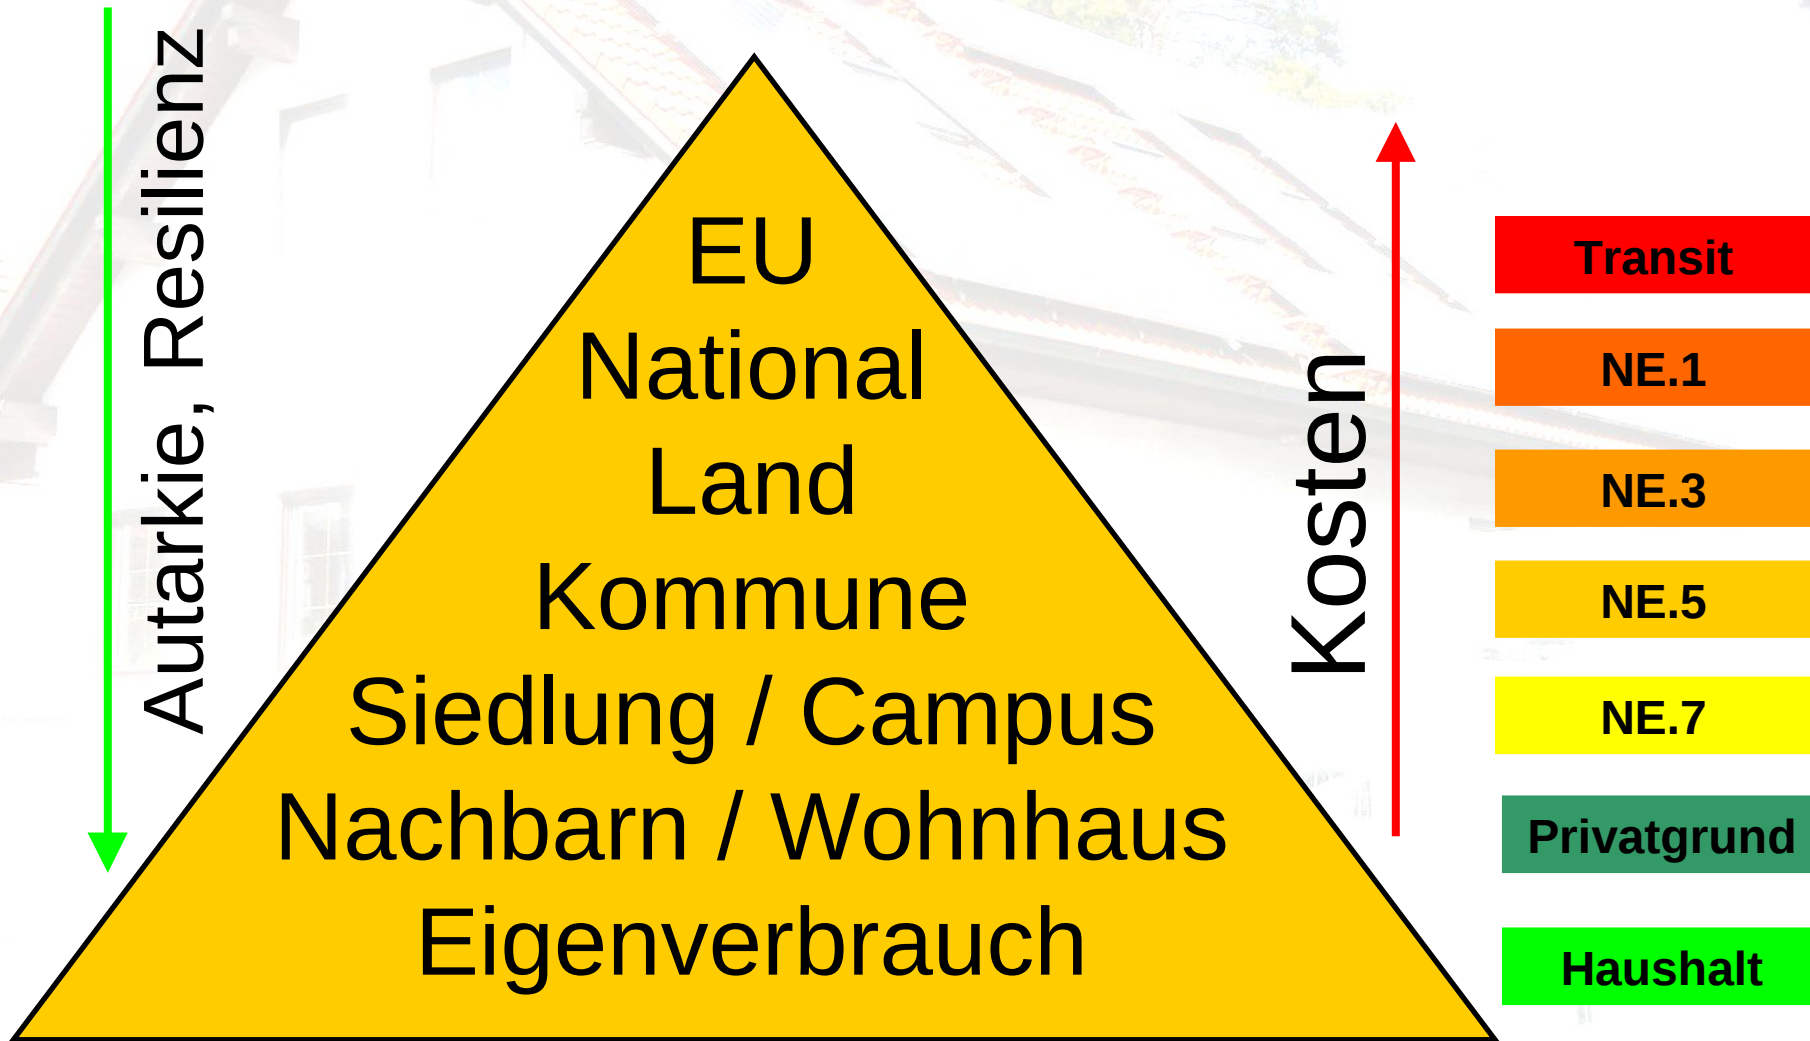 Autarkie, Resilienz
EU
National
Land
Kommune
Siedlung / Campus
Nachbarn / Wohnhaus
Eigenverbrauch
Kosten
Transit
NE.1
NE.3
NE.5
NE.7
Privatgrund
Haushalt